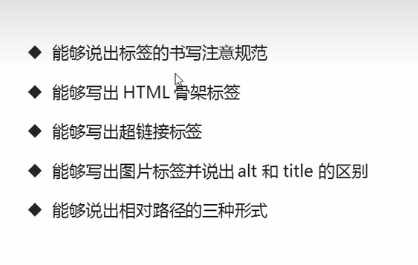 ◆ 能够说出标签的书写注意规范
◆ 能够写出 HTML 骨架标签
◆ 能够写出超链接标签
◆ 能够写出图片标签并说出 alt 和 title 的区别
◆ 能够说出相对路径的三种形式